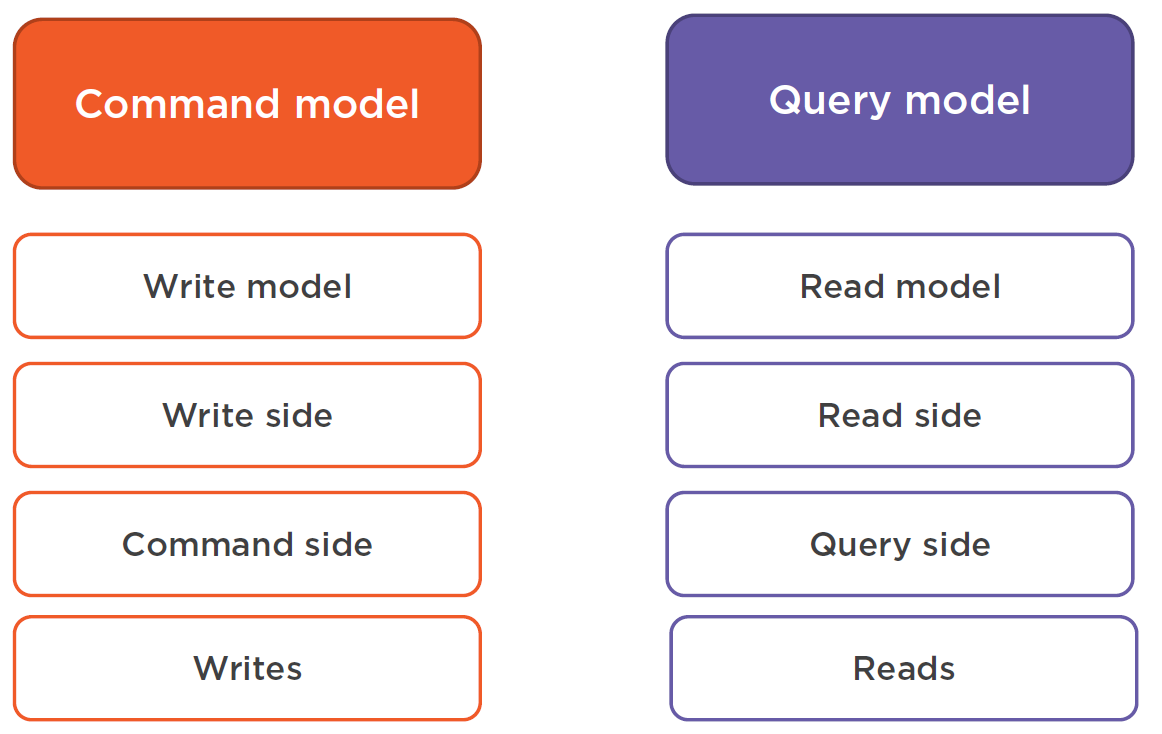 Command model
Query model
Write model
Read model
Write side
Read side
Command side
Query side
Writes
Reads